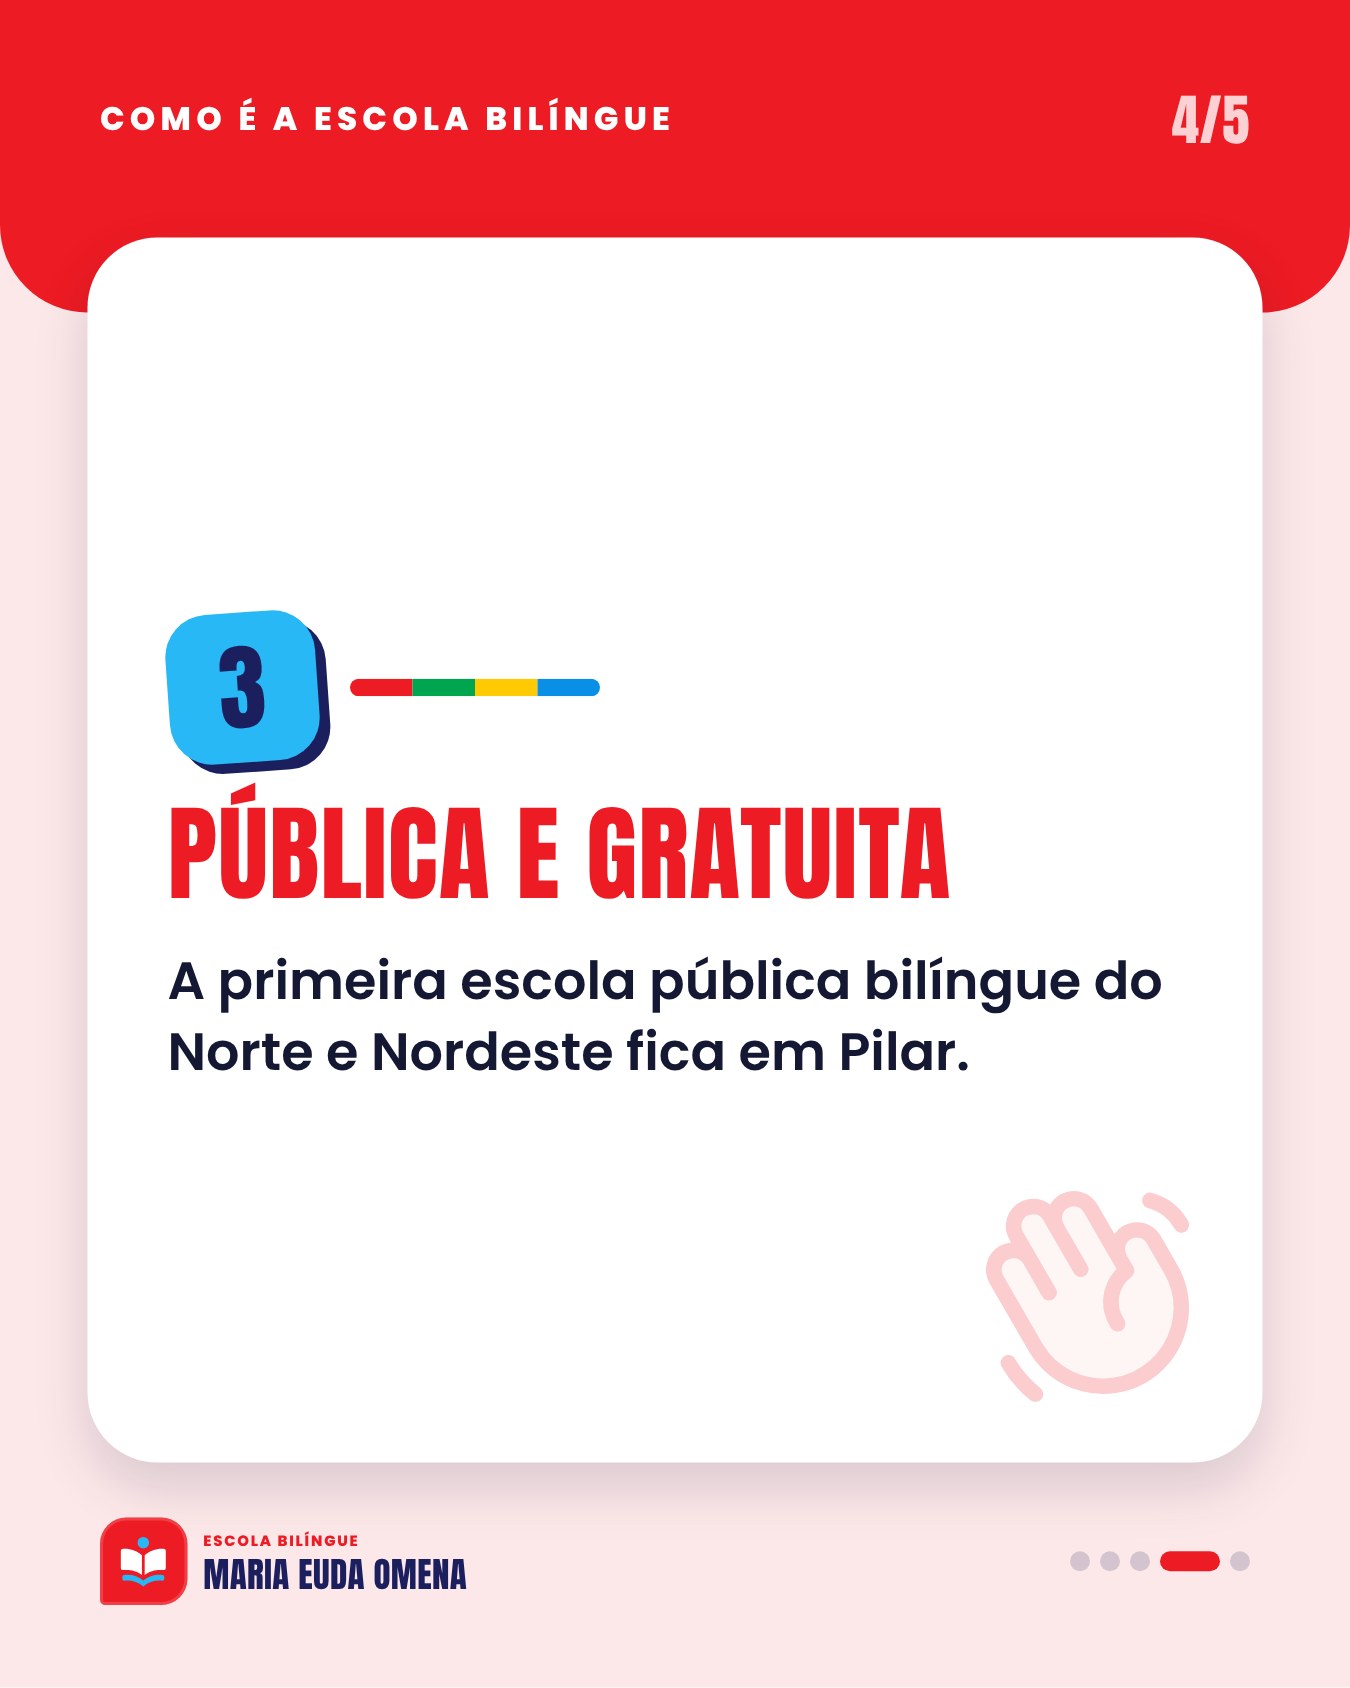 COMO É A ESCOLA BILÍNGUE
4/5
3
PÚBLICA E GRATUITA
A primeira escola pública bilíngue do
Norte e Nordeste fica em Pilar.
ESCOLA BILÍNGUE
MARIA EUDA OMENA